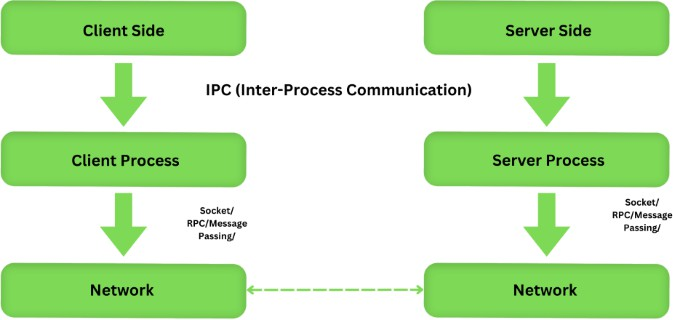 Client Side
Server Side
IPC (Inter-Process Communication)
Client Process
Server Process
Socket/
RPC/Message
Passing/
Socket/
RPC/Message
Passing/
Network
Network